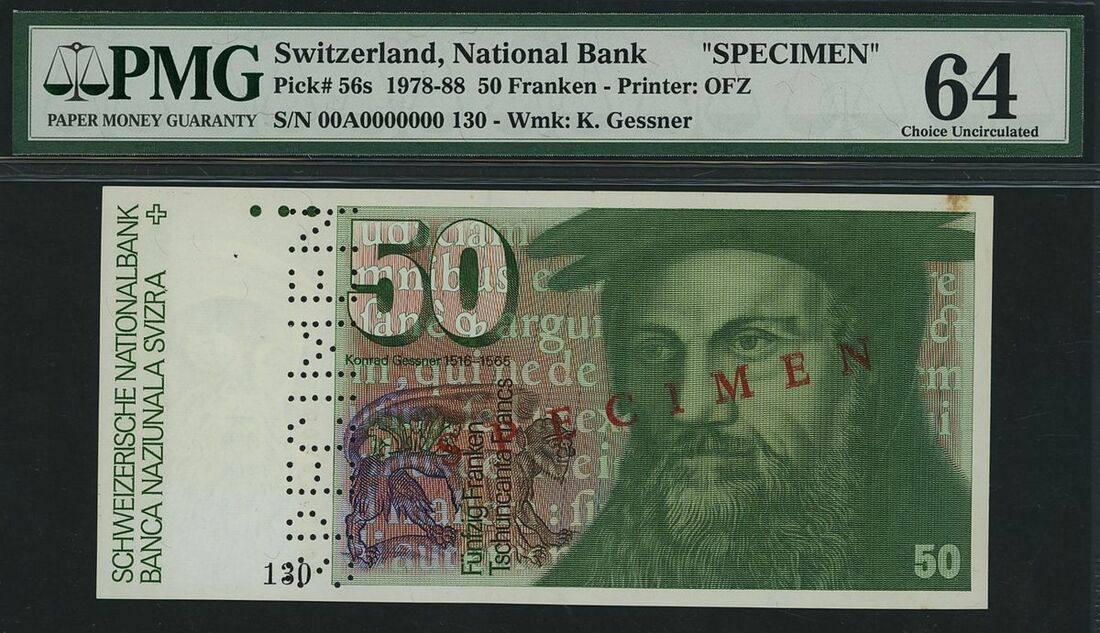 PMG
PAPER MONEY GUARANTY
Switzerland, National Bank "SPECIMEN"
Pick# 56s 1978-88 50 Franken - Printer: OFZ
S/N 00A0000000 130 - Wmk: K. Gessner
64
Choice Uncirculated
SCHWEIZERISCHE NATIONALBANK
BANCA NAZIUNALA SVIZRA
50
Konrad Gessner 1516-1565
mnibus
argui
SPECIMEN
Fünfzig Franken
Tschuncanta Francs
130
50